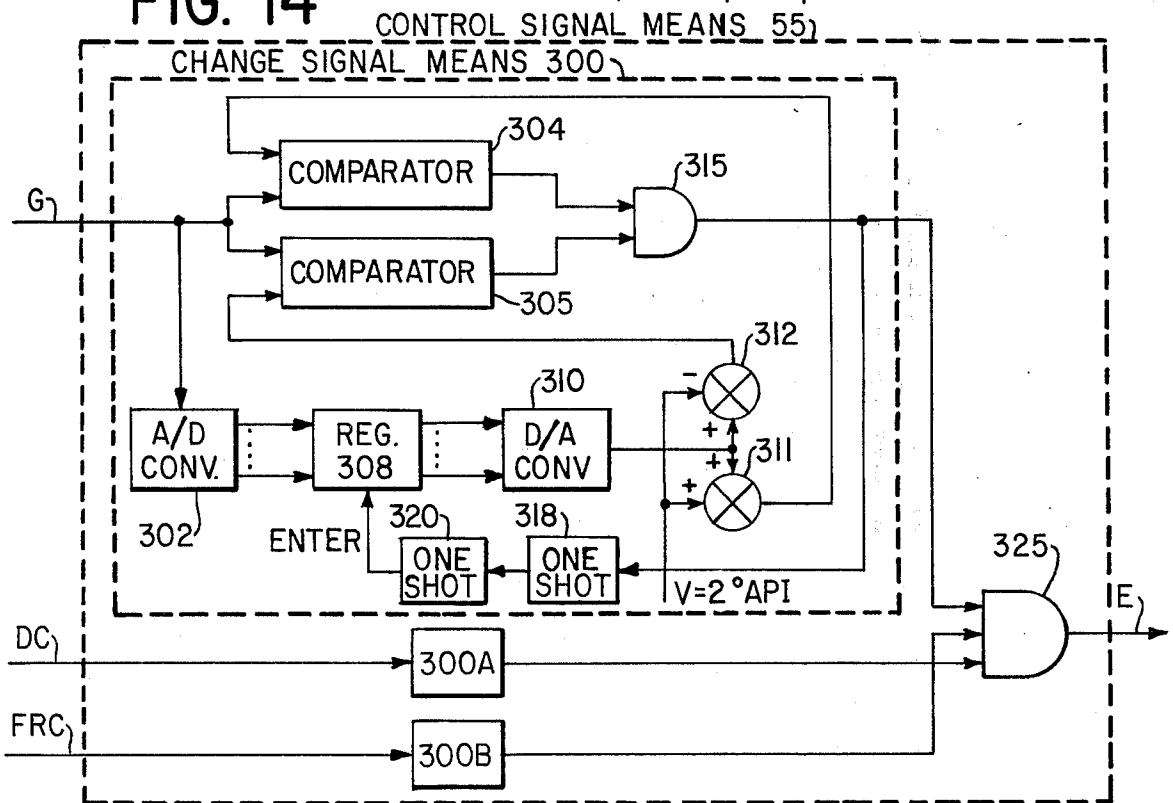 FIG. 14
CONTROL SIGNAL MEANS 55
CHANGE SIGNAL MEANS 300
304
COMPARATOR
315
G
COMPARATOR
305
312
-
310
+
A/D
CONV.
REG.
308
D/A
CONV
+
311
+
302
ENTER
320
318
ONE
SHOT
ONE
SHOT
V=2°API
325
E
DC
300A
FRC
300B